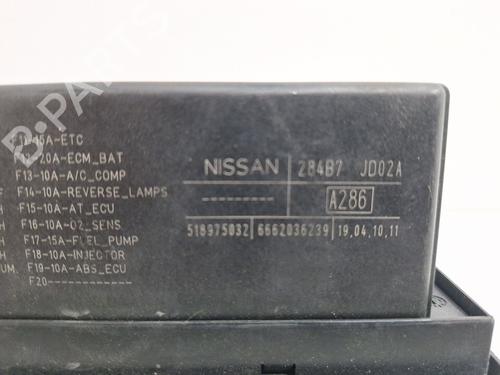 F11-15A-ETC
F12-20A-ECM_BAT
F13-10A-A/C_COMP
F F14-10A-REVERSE_LAMPS
H F15-10A-AT_ECU
H F16-10A-O2_SENS.
H F17-15A-FUEL_PUMP
H F18-10A-INJECTOR
UM. F19-10A-ABS_ECU
F20------------
NISSAN 284B7 JD02A
--------- A286
518975032 6662036239 19,04,10,11